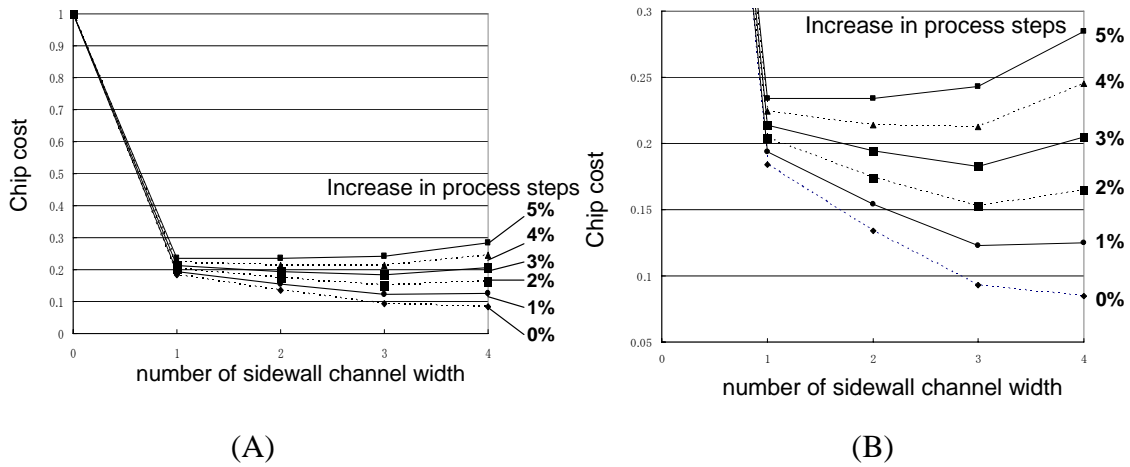 1
0.9
0.8
0.7
0.6
0.5
0.4
0.3
0.2
0.1
0
Chip cost
0 1 2 3 4
number of sidewall channel width
Increase in process steps
5%
4%
3%
2%
1%
0%
(A)
0.3
0.25
0.2
0.15
0.1
0.05
Chip cost
0 1 2 3 4
number of sidewall channel width
Increase in process steps
5%
4%
3%
2%
1%
0%
(B)